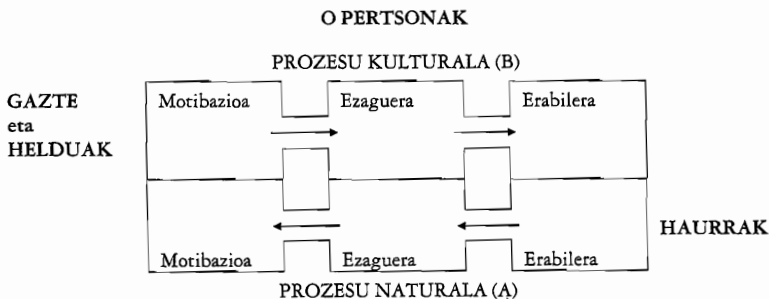 O PERTSONAK
PROZESU KULTURALA (B)
GAZTE
eta
HELDUAK
Motibazioa Ezaguera Erabilera
HAURRAK
Motibazioa Ezaguera Erabilera
PROZESU NATURALA (A)